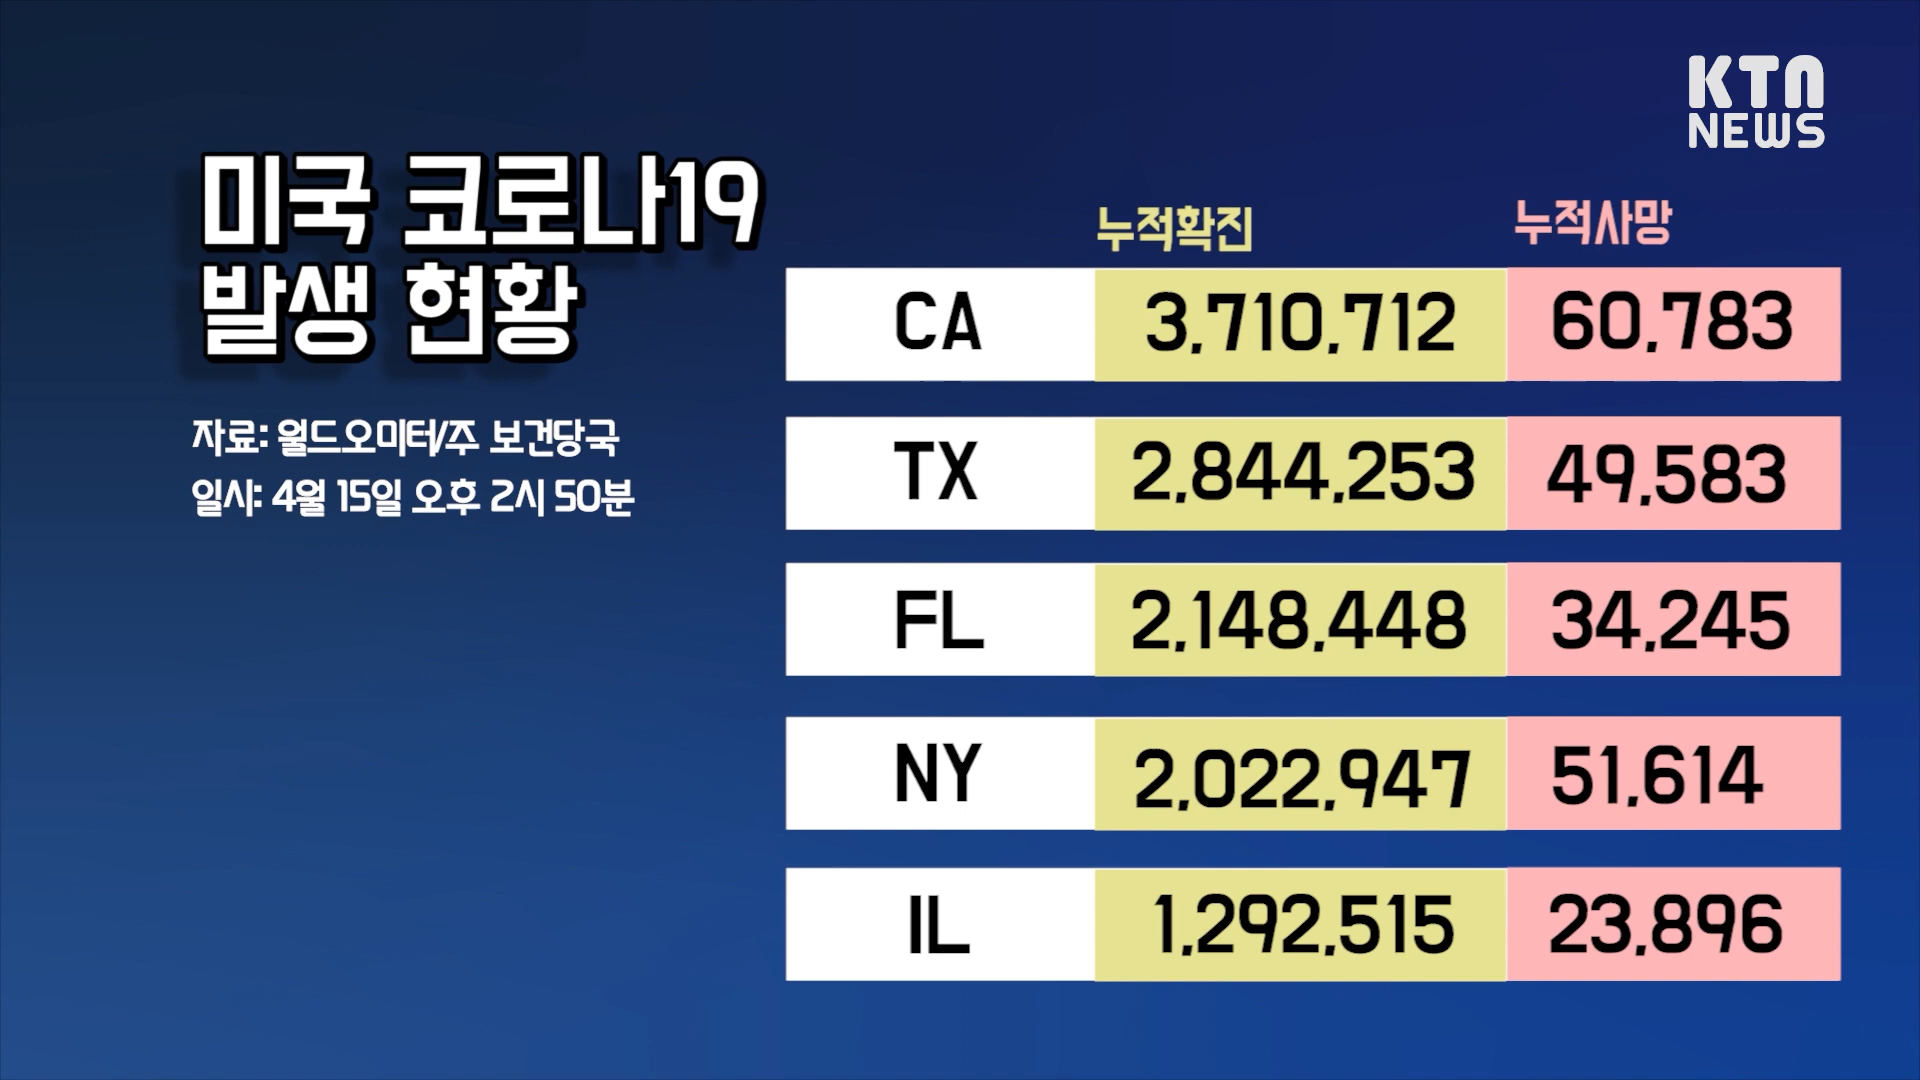 KTN
NEWS
미국 코로나19
발생 현황
자료: 월드오미터/주 보건당국
일시: 4월 15일 오후 2시 50분
누적확진 누적사망
CA 3,710,712 60,783
TX 2,844,253 49,583
FL 2,148,448 34,245
NY 2,022,947 51,614
IL 1,292,515 23,896